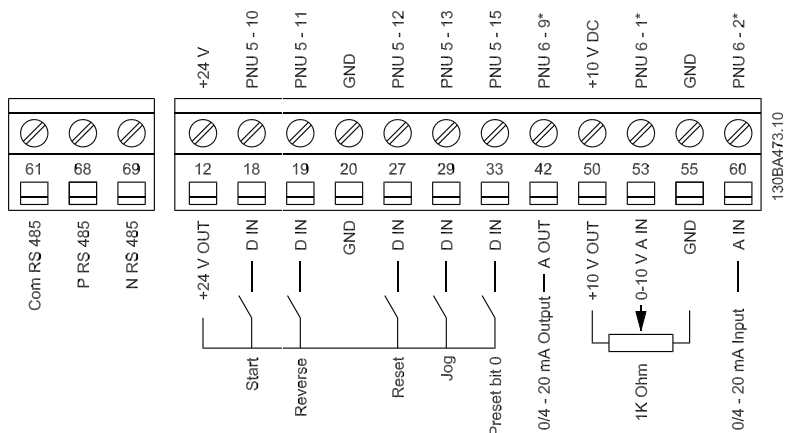 +24 V
PNU 5 - 10
PNU 5 - 11
GND
PNU 5 - 12
PNU 5 - 13
PNU 5 - 15
PNU 6 - 9*
+10 V DC
PNU 6 - 1*
GND
PNU 6 - 2*
61 68 69
12 18 19 20 27 29 33 42 50 53 55 60
Com RS 485
P RS 485
N RS 485
+24 V OUT
D IN
D IN
GND
D IN
D IN
D IN
0/4 - 20 mA Output
A OUT
+10 V OUT
0-10 V A IN
GND
0/4 - 20 mA Input
A IN
Start
Reverse
Reset
Jog
Preset bit 0
1K Ohm
130BA473.10